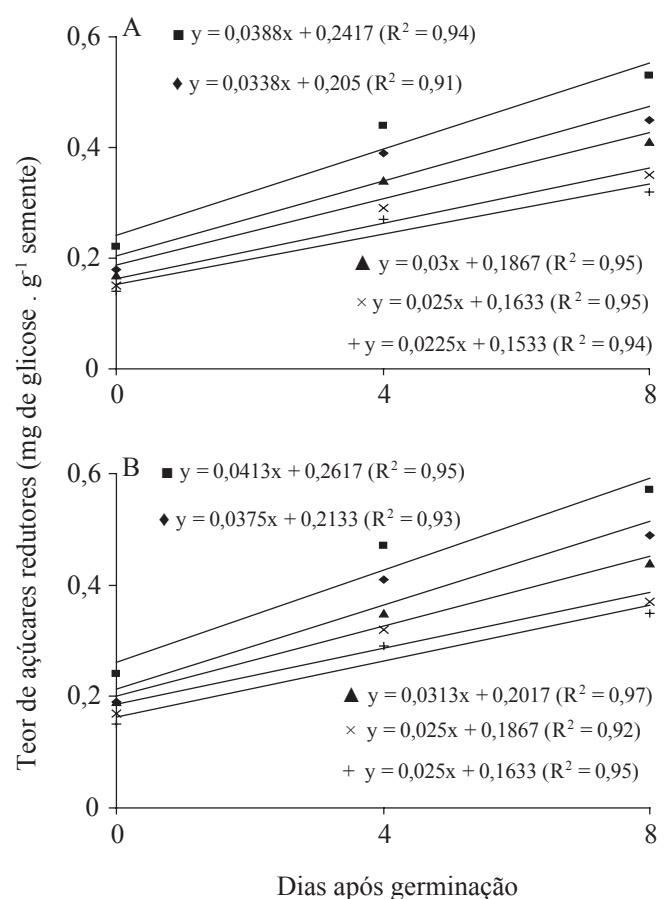 A
■ y = 0,0388x + 0,2417 (R² = 0,94)
♦ y = 0,0338x + 0,205 (R² = 0,91)
▲ y = 0,03x + 0,1867 (R² = 0,95)
× y = 0,025x + 0,1633 (R² = 0,95)
+ y = 0,0225x + 0,1533 (R² = 0,94)
0,6
0,4
0,2
0
0 4 8
B
■ y = 0,0413x + 0,2617 (R² = 0,95)
♦ y = 0,0375x + 0,2133 (R² = 0,93)
▲ y = 0,0313x + 0,2017 (R² = 0,97)
× y = 0,025x + 0,1867 (R² = 0,92)
+ y = 0,025x + 0,1633 (R² = 0,95)
0,6
0,4
0,2
0
0 4 8
Teor de açúcares redutores (mg de glicose . g⁻¹ semente)
Dias após germinação